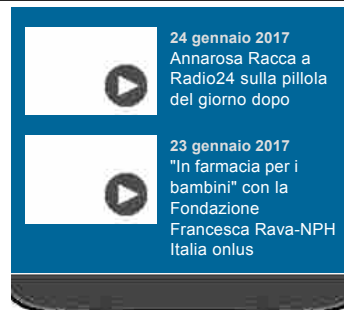 24 gennaio 2017
Annarosa Racca a
Radio24 sulla pillola
del giorno dopo
23 gennaio 2017
"In farmacia per i
bambini" con la
Fondazione
Francesca Rava-NPH
Italia onlus